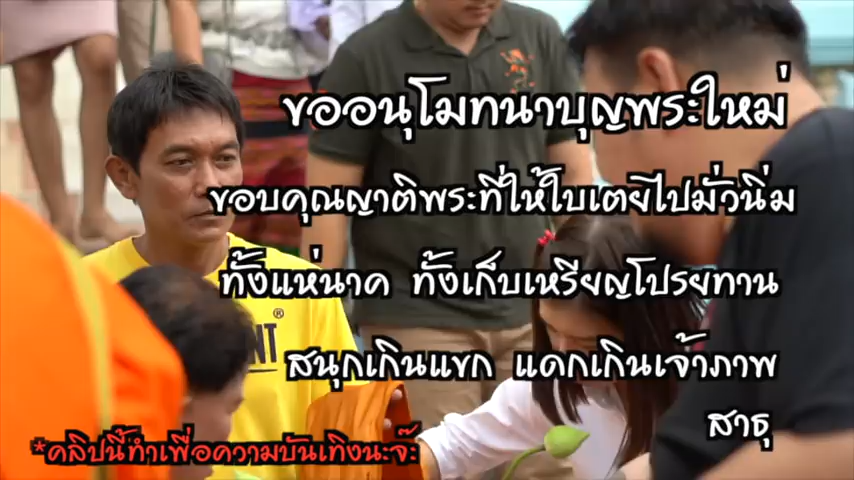 ขออนุโมทนาบุญพระใหม่
ขอบคุณญาติพระที่ให้ใบเตยไปมั่วนิ่ม
®
NT
ทั้งแห่นาค ทั้งเก็บเหรียญโปรยทาน
สนุกเกินแขก แดกเกินเจ้าภาพ
สาธุ
*คลิปนี้ทำเพื่อความบันเทิงนะจ๊ะ